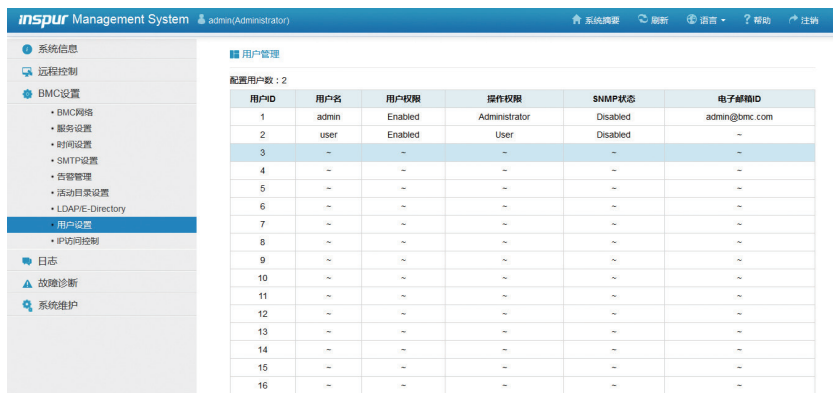 inspur Management System admin(Administrator) 系统摘要 刷新 语言 帮助 注销
系统信息
远程控制
BMC设置
• BMC网络
• 服务设置
• 时间设置
• SMTP设置
• 告警管理
• 活动目录设置
• LDAP/E-Directory
• 用户设置
• IP访问控制
日志
故障诊断
系统维护
用户管理
配置用户数：2
用户ID 用户名 用户权限 操作权限 SNMP状态 电子邮箱ID
1 admin Enabled Administrator Disabled admin@bmc.com
2 user Enabled User Disabled ~
3 ~ ~ ~ ~ ~
4 ~ ~ ~ ~ ~
5 ~ ~ ~ ~ ~
6 ~ ~ ~ ~ ~
7 ~ ~ ~ ~ ~
8 ~ ~ ~ ~ ~
9 ~ ~ ~ ~ ~
10 ~ ~ ~ ~ ~
11 ~ ~ ~ ~ ~
12 ~ ~ ~ ~ ~
13 ~ ~ ~ ~ ~
14 ~ ~ ~ ~ ~
15 ~ ~ ~ ~ ~
16 ~ ~ ~ ~ ~